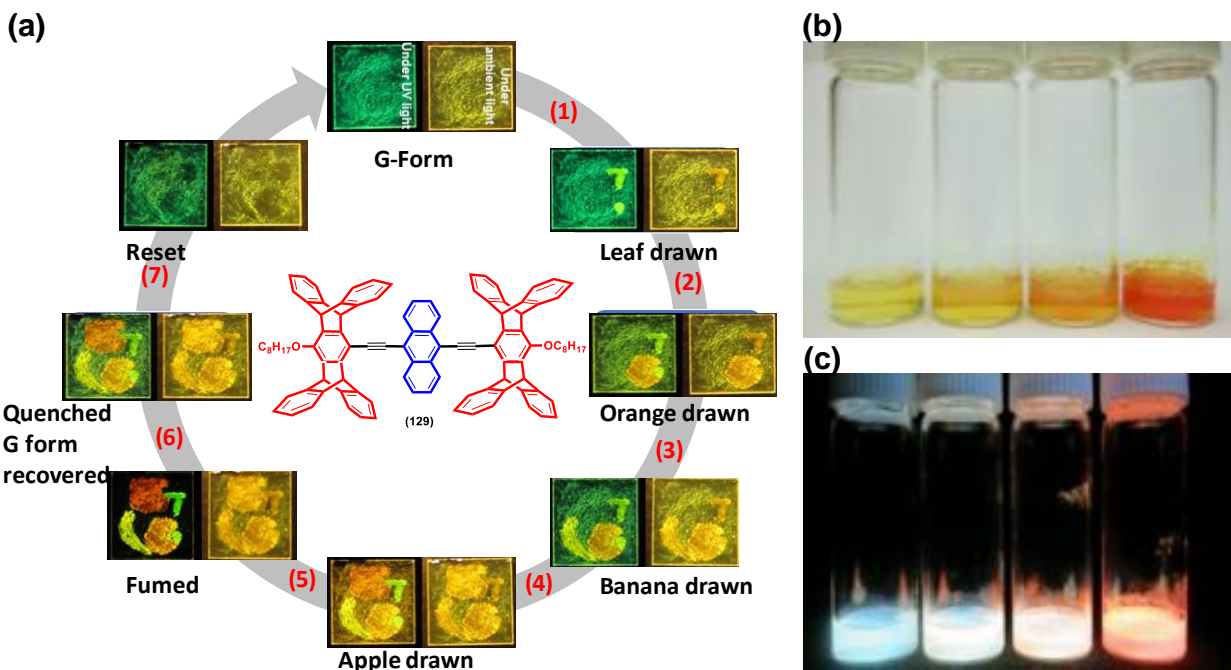 (a)
Under UV light
Under
ambient light
(1)
G-Form
Leaf drawn
(2)
Orange drawn
(3)
Banana drawn
(4)
Apple drawn
(5)
Fumed
(6)
Quenched
G form
recovered
(7)
Reset
C₈H₁₇O
OC₈H₁₇
(129)
(b)
(c)